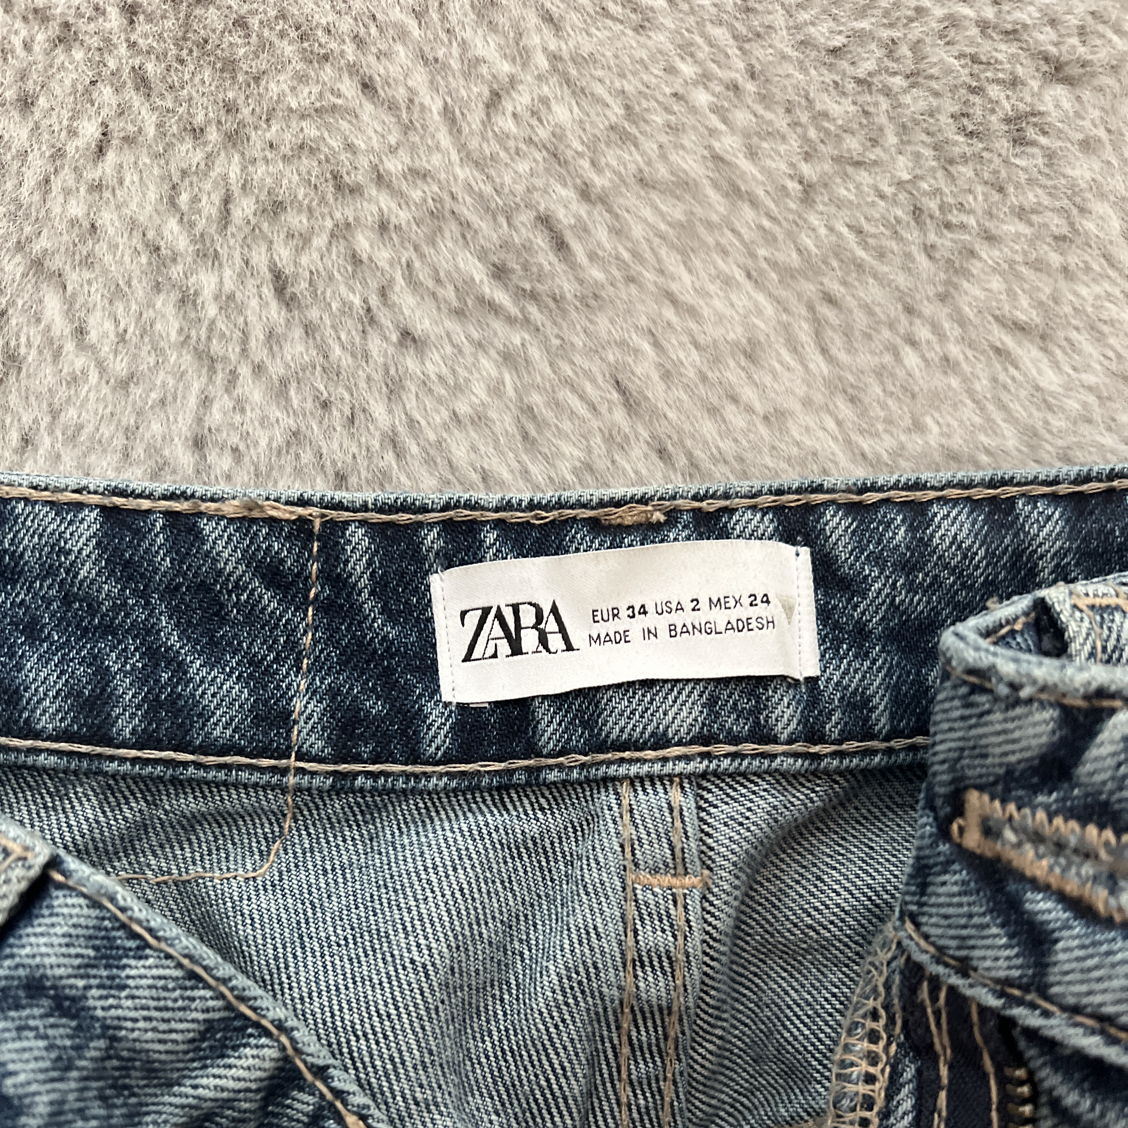 ZARA
EUR 34 USA 2 MEX 24
MADE IN BANGLADESH